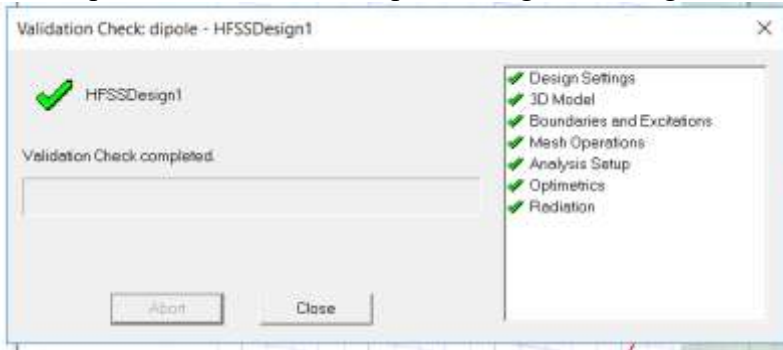 Validation Check: dipole - HFSSDesign1
HFSSDesign1
Validation Check completed.
Abort
Close
Design Settings
3D Model
Boundaries and Excitations
Mesh Operations
Analysis Setup
Optimetrics
Radiation